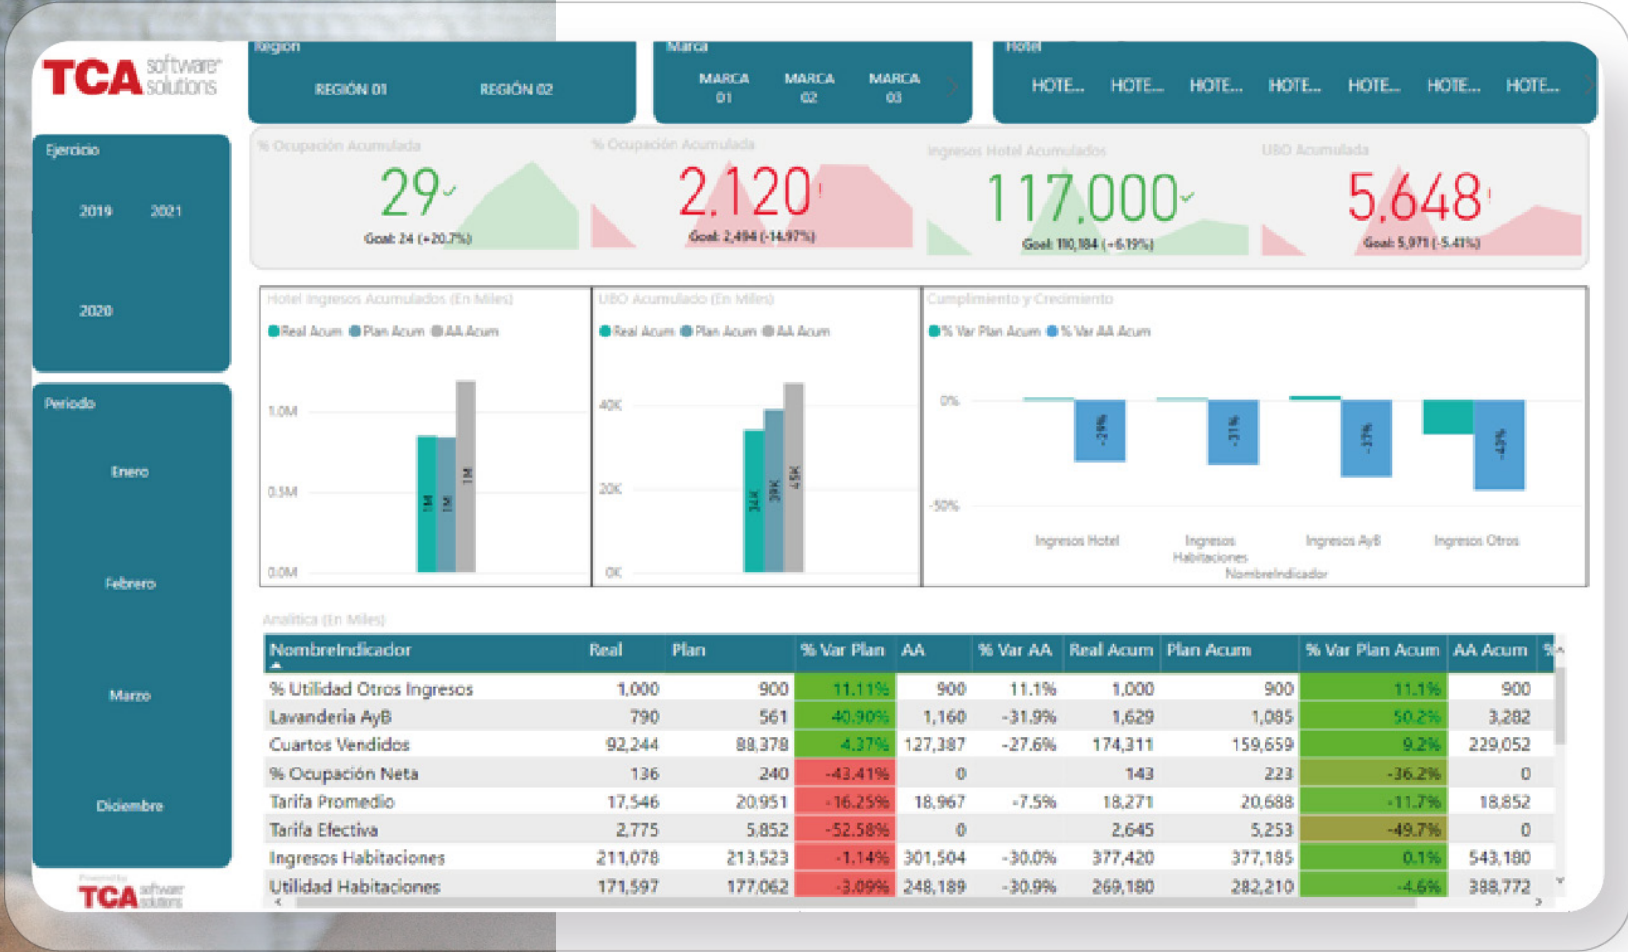 TCA software solutions
Región
REGIÓN 01 REGIÓN 02
Marca
MARCA 01 MARCA 02 MARCA 03
Hotel
HOTE... HOTE... HOTE... HOTE... HOTE... HOTE... HOTE...
Ejercicio
2019 2021
2020
Periodo
Enero
Febrero
Marzo
Diciembre
Powered by
TCA software solutions
% Ocupación Acumulada
29
Goal: 24 (+20.7%)
% Ocupación Acumulada
2,120!
Goal: 2,494 (-14.97%)
Ingresos Hotel Acumulados
117,000
Goal: 110,184 (+6.19%)
UBO Acumulada
5,648!
Goal: 5,971 (-5.41%)
Hotel Ingresos Acumulados (En Miles)
Real Acum Plan Acum AA Acum
1.0M
0.5M
0.0M
1M 1M 1M
UBO Acumulado (En Miles)
Real Acum Plan Acum AA Acum
40K
20K
0K
34K 39K 45K
Cumplimiento y Crecimiento
% Var Plan Acum % Var AA Acum
0%
-50%
-29% -31% -37% -43%
Ingresos Hotel Ingresos Habitaciones Ingresos AyB Ingresos Otros
NombreIndicador
Analítica (En Miles)
NombreIndicador Real Plan % Var Plan AA % Var AA Real Acum Plan Acum % Var Plan Acum AA Acum %
% Utilidad Otros Ingresos 1,000 900 11.11% 900 11.1% 1,000 900 11.1% 900
Lavanderia AyB 790 561 40.90% 1,160 -31.9% 1,629 1,085 50.2% 3,282
Cuartos Vendidos 92,244 88,378 4.37% 127,387 -27.6% 174,311 159,659 9.2% 229,052
% Ocupación Neta 136 240 -43.41% 0 143 223 -36.2% 0
Tarifa Promedio 17,546 20,951 -16.25% 18,967 -7.5% 18,271 20,688 -11.7% 18,852
Tarifa Efectiva 2,775 5,852 -52.58% 0 2,645 5,253 -49.7% 0
Ingresos Habitaciones 211,078 213,523 -1.14% 301,504 -30.0% 377,420 377,185 0.1% 543,180
Utilidad Habitaciones 171,597 177,062 -3.09% 248,189 -30.9% 269,180 282,210 -4.6% 388,772